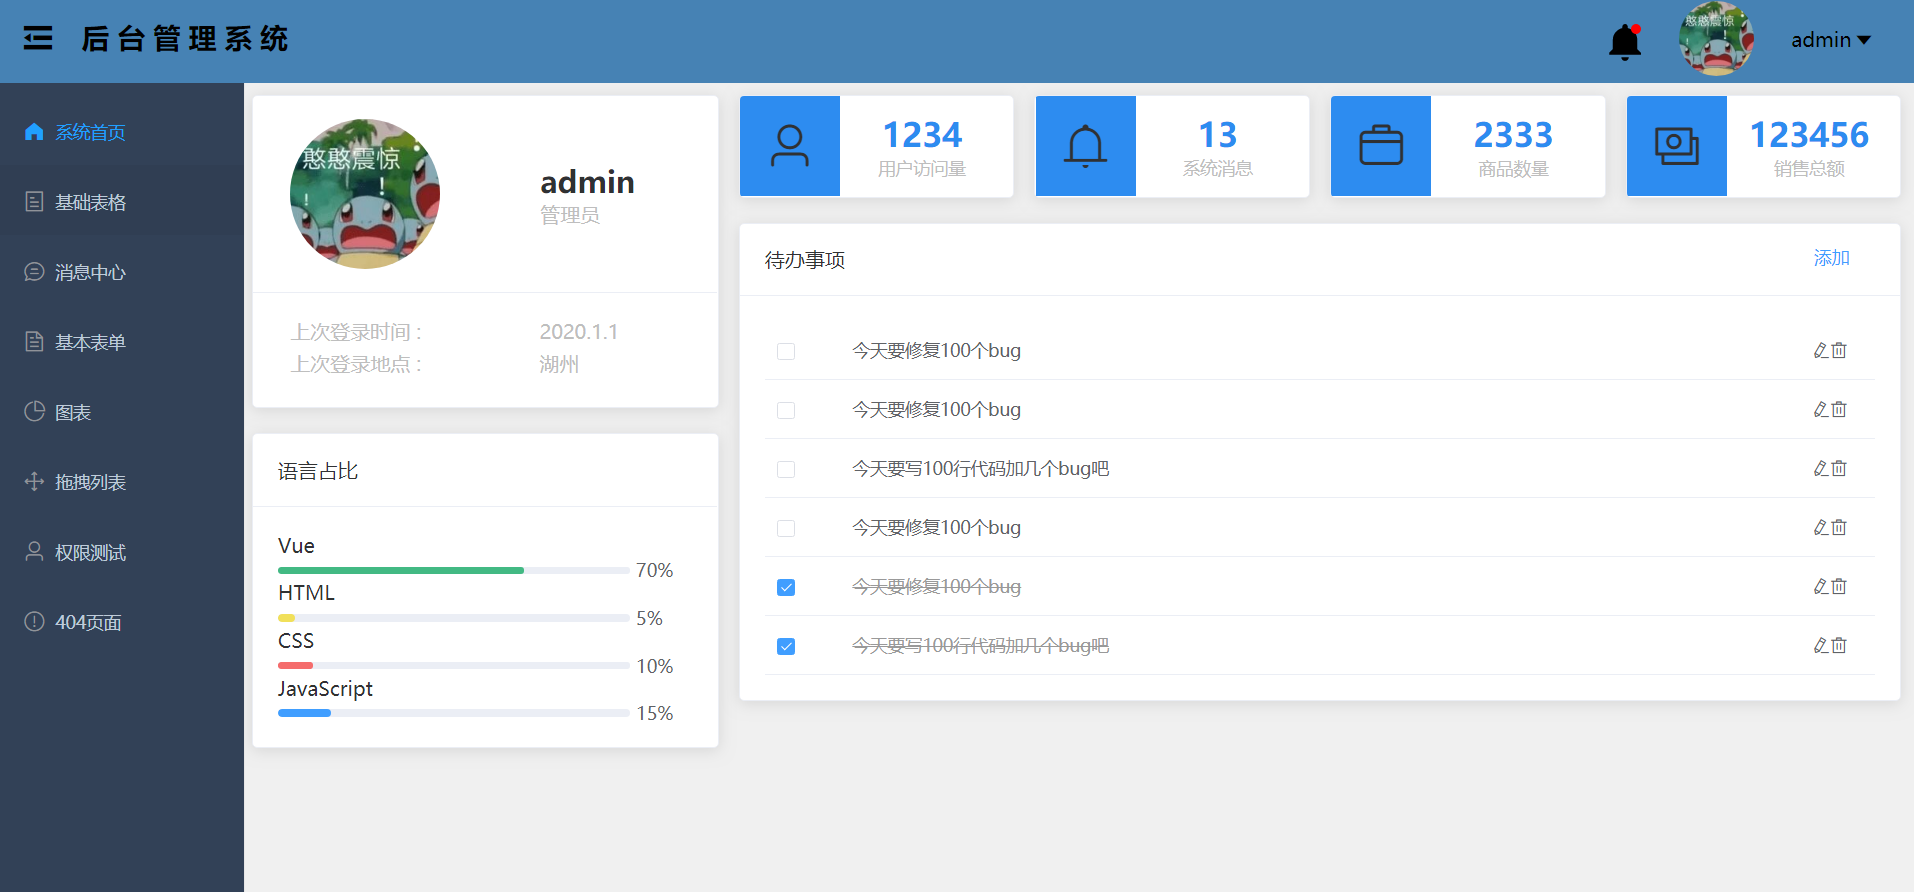 后台管理系统
憨憨震惊
！
！
admin
系统首页
基础表格
消息中心
基本表单
图表
拖拽列表
权限测试
404页面
憨憨震惊
！
！
admin
管理员
上次登录时间： 2020.1.1
上次登录地点： 湖州
语言占比
Vue
70%
HTML
5%
CSS
10%
JavaScript
15%
1234
用户访问量
13
系统消息
2333
商品数量
123456
销售总额
待办事项 添加
今天要修复100个bug
今天要修复100个bug
今天要写100行代码加几个bug吧
今天要修复100个bug
今天要修复100个bug
今天要写100行代码加几个bug吧